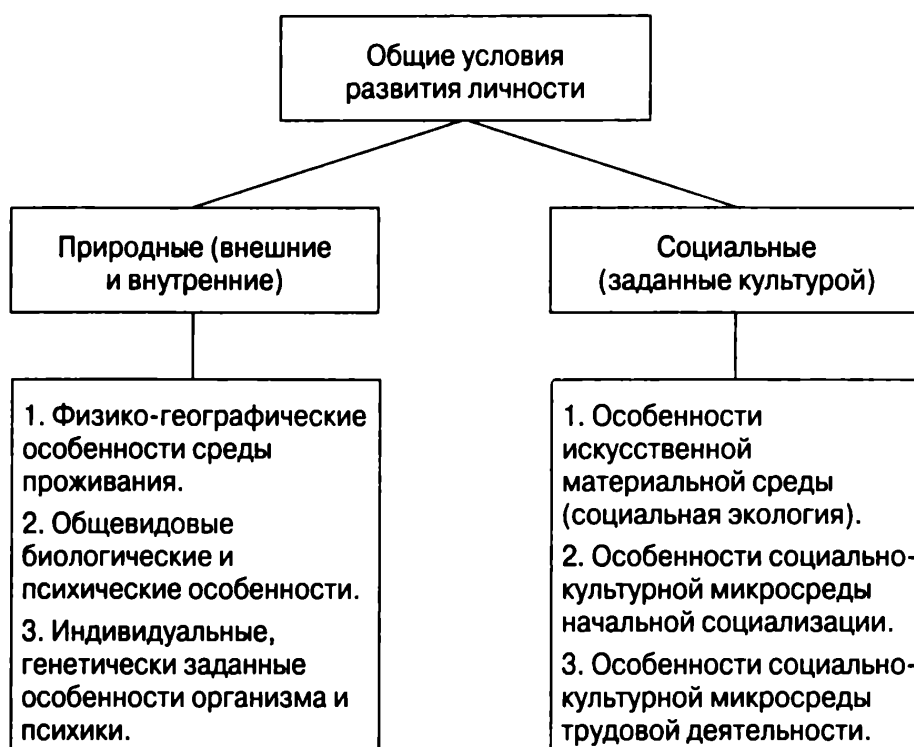 Общие условия
развития личности
Природные (внешние
и внутренние)
Социальные
(заданные культурой)
1. Физико-географические
особенности среды
проживания.
2. Общевидовые
биологические и
психические особенности.
3. Индивидуальные,
генетически заданные
особенности организма и
психики.
1. Особенности
искусственной
материальной среды
(социальная экология).
2. Особенности социально-
культурной микросреды
начальной социализации.
3. Особенности социально-
культурной микросреды
трудовой деятельности.